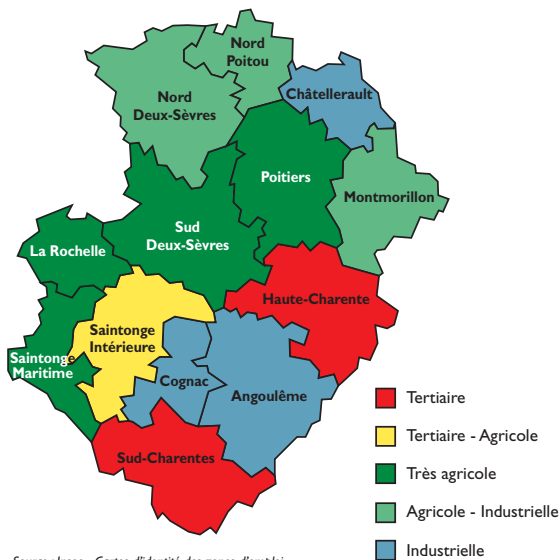 Nord
Poitou
Châtellerault
Nord
Deux-Sèvres
Poitiers
Montmorillon
Sud
Deux-Sèvres
La Rochelle
Haute-Charente
Saintonge
Intérieure
Saintonge
Maritime
Cognac
Angoulême
Sud-Charentes
Tertiaire
Tertiaire - Agricole
Très agricole
Agricole - Industrielle
Industrielle